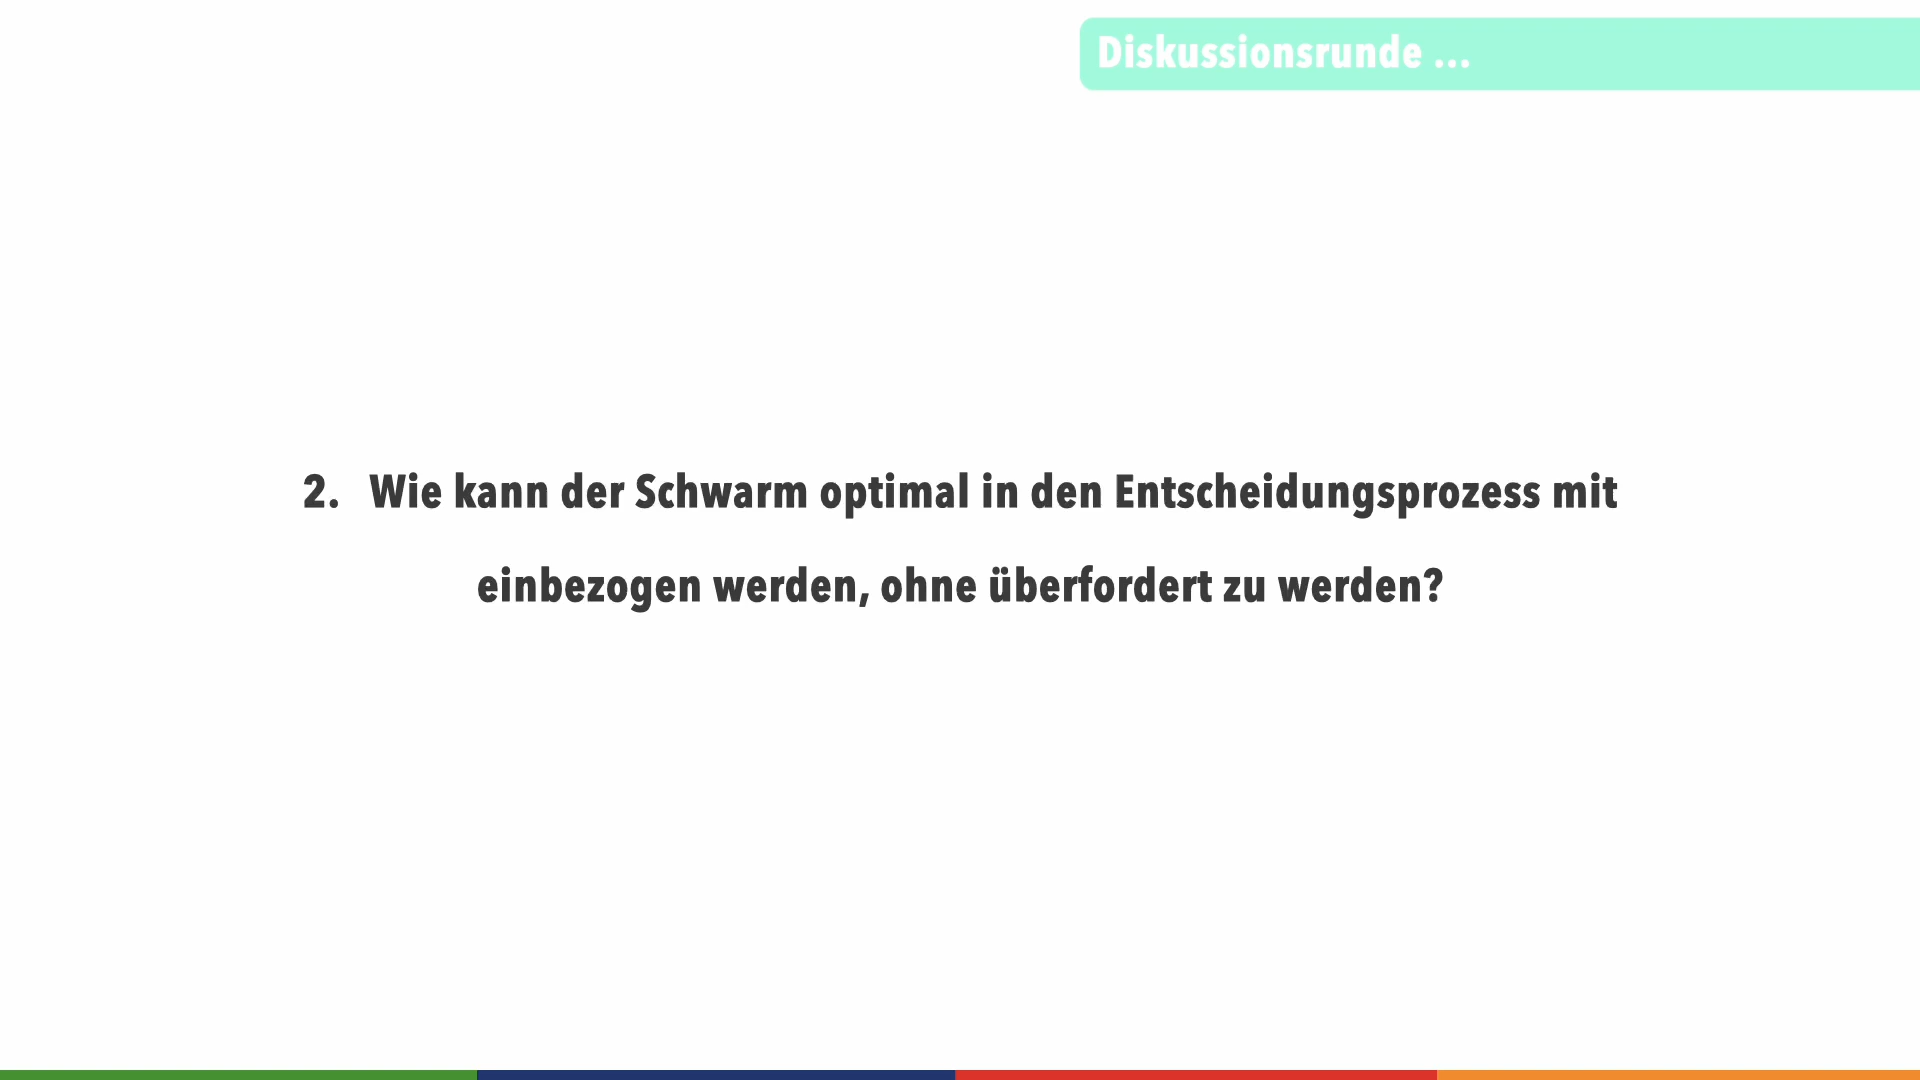 Diskussionsrunde ...
2. Wie kann der Schwarm optimal in den Entscheidungsprozess mit
einbezogen werden, ohne überfordert zu werden?